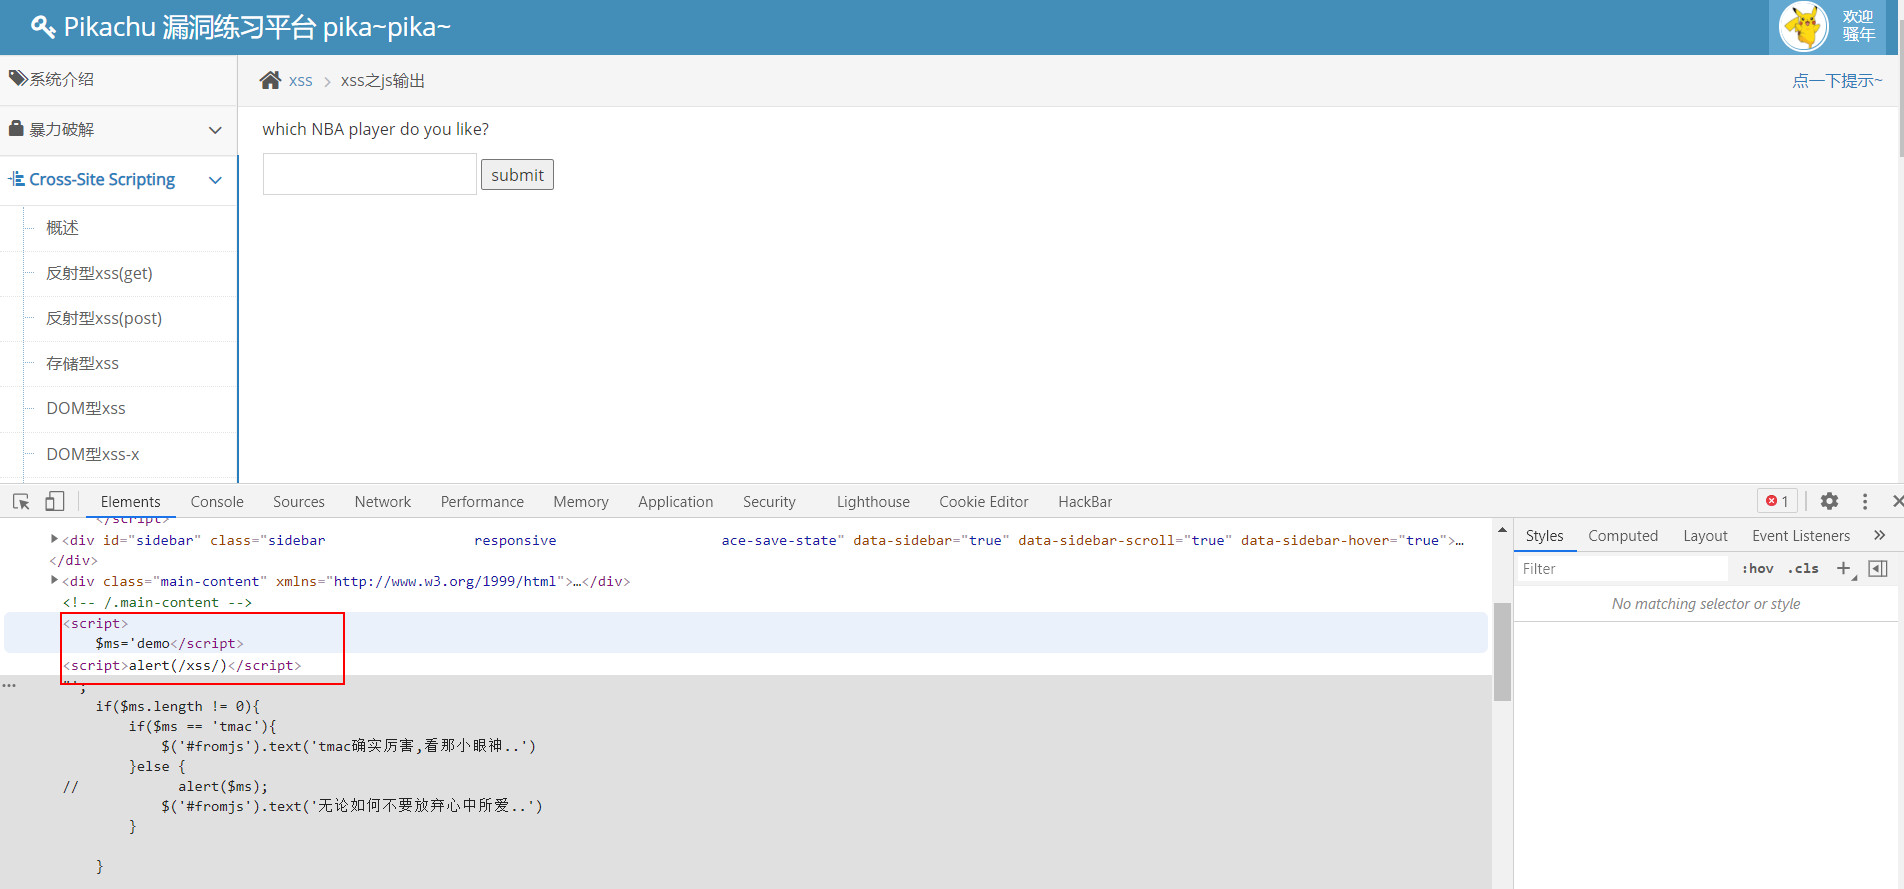 Pikachu 漏洞练习平台 pika~pika~
欢迎
骚年
系统介绍
暴力破解
Cross-Site Scripting
概述
反射型xss(get)
反射型xss(post)
存储型xss
DOM型xss
DOM型xss-x
xss > xss之js输出
点一下提示~
which NBA player do you like?
submit
Elements Console Sources Network Performance Memory Application Security Lighthouse Cookie Editor HackBar 1
</script>
<div id="sidebar" class="sidebar responsive ace-save-state" data-sidebar="true" data-sidebar-scroll="true" data-sidebar-hover="true">…
</div>
<div class="main-content" xmlns="http://www.w3.org/1999/html">…</div>
<!-- /.main-content -->
<script>
$ms='demo</script>
<script>alert(/xss/)</script>
"';
if($ms.length != 0){
if($ms == 'tmac'){
$('#fromjs').text('tmac确实厉害,看那小眼神..')
}else {
// alert($ms);
$('#fromjs').text('无论如何不要放弃心中所爱..')
}
}
Styles Computed Layout Event Listeners »
Filter :hov .cls +
No matching selector or style